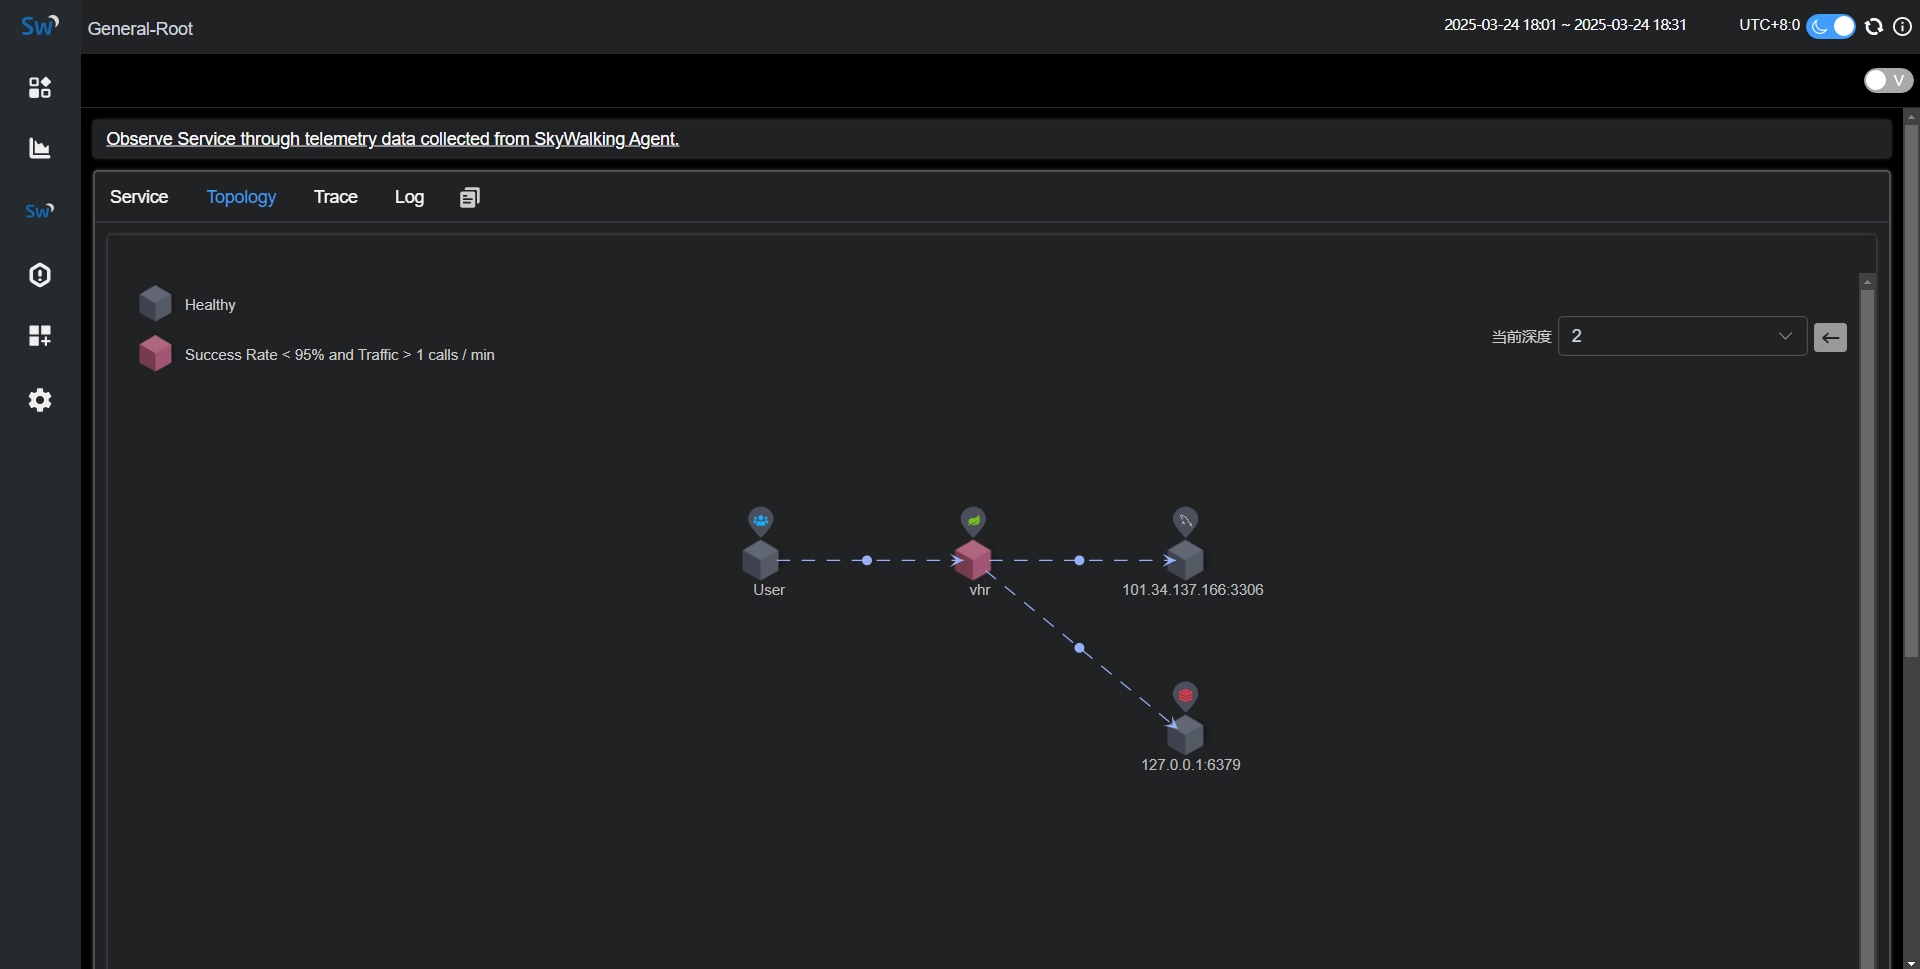 Sw
General-Root
2025-03-24 18:01 ~ 2025-03-24 18:31
UTC+8:0
V
Observe Service through telemetry data collected from SkyWalking Agent.
Service
Topology
Trace
Log
Sw
Healthy
Success Rate < 95% and Traffic > 1 calls / min
当前深度
2
User
vhr
101.34.137.166:3306
127.0.0.1:6379